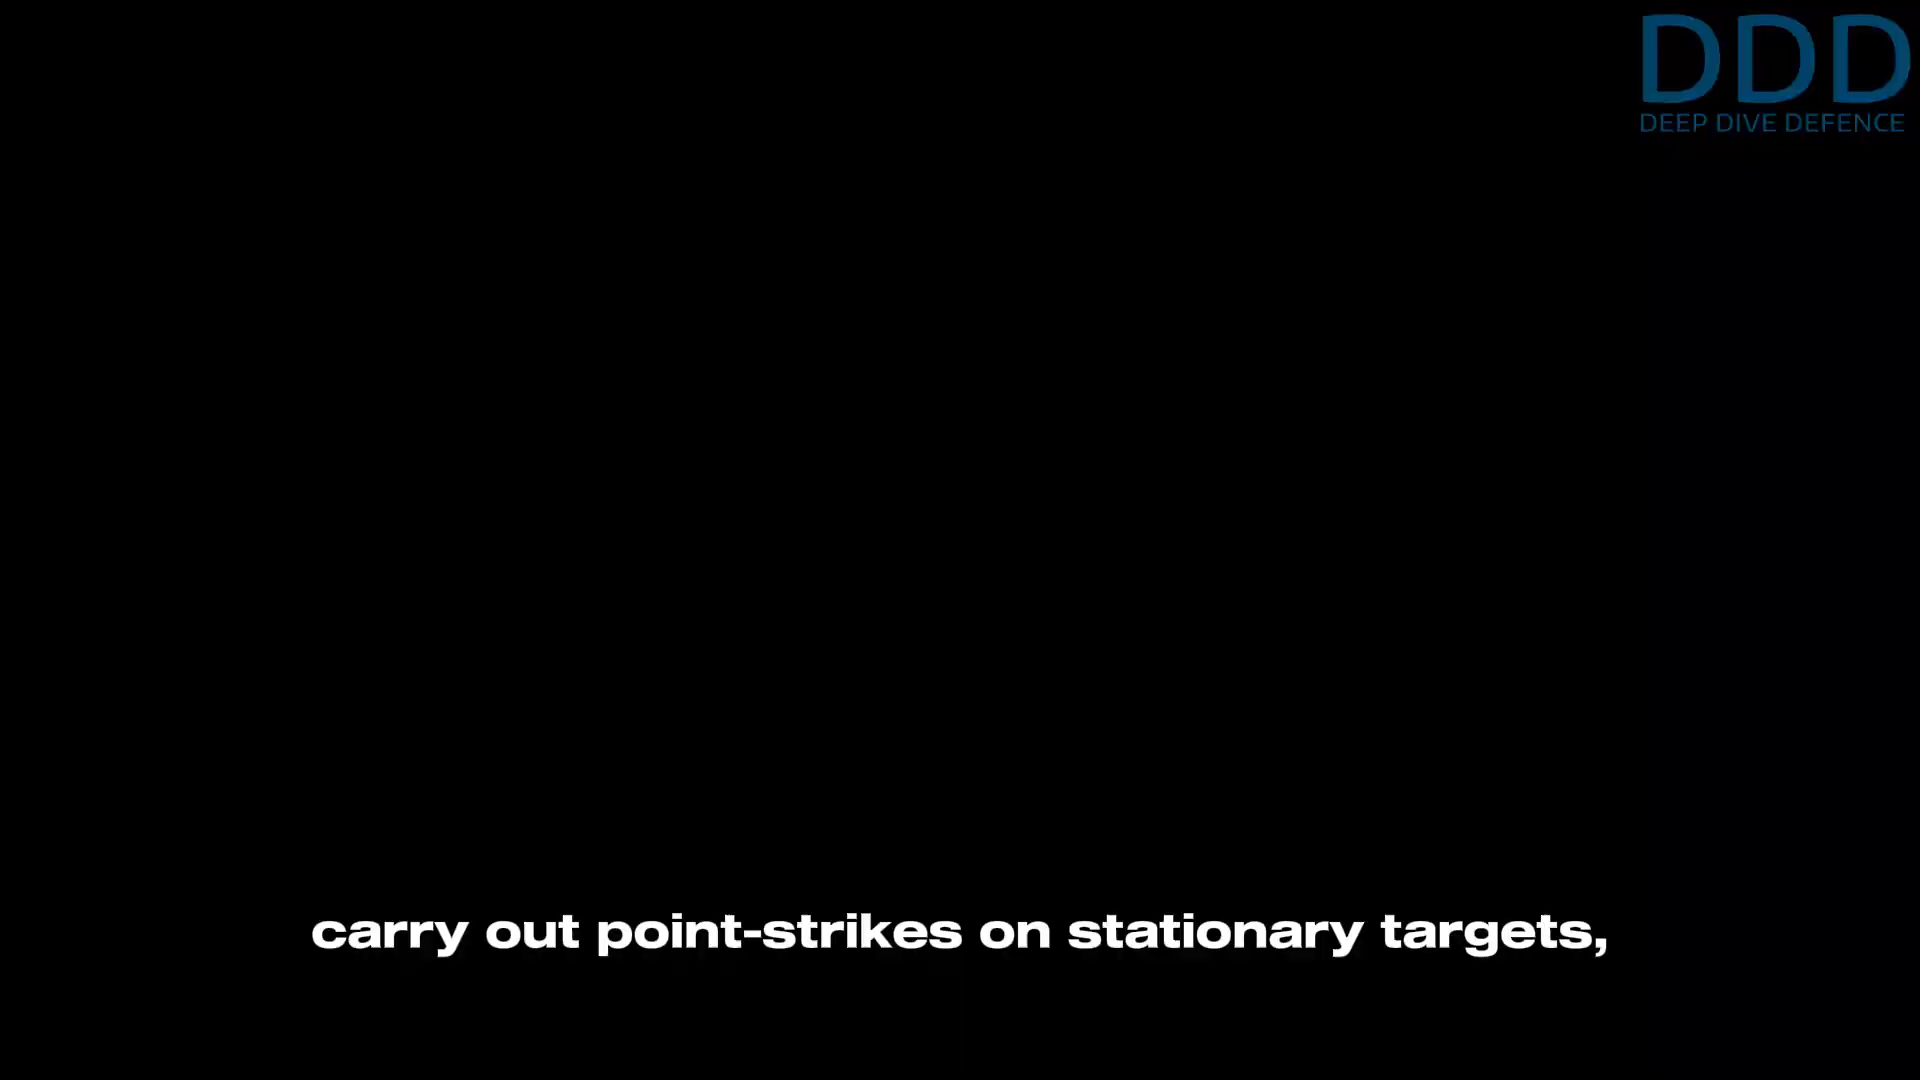 DDD
DEEP DIVE DEFENCE
carry out point-strikes on stationary targets,